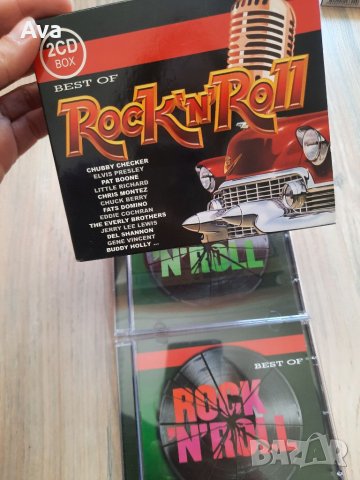 Ava
2CD
BOX
BEST OF
ROCK'N'ROLL
CHUBBY CHECKER
ELVIS PRESLEY
PAT BOONE
LITTLE RICHARD
CHRIS MONTEZ
CHUCK BERRY
FATS DOMINO
EDDIE COCHRAN
THE EVERLY BROTHERS
JERRY LEE LEWIS
DEL SHANNON
GENE VINCENT
BUDDY HOLLY ...
'N'ROLL
BEST OF
ROCK
'N'ROLL
BAZAR